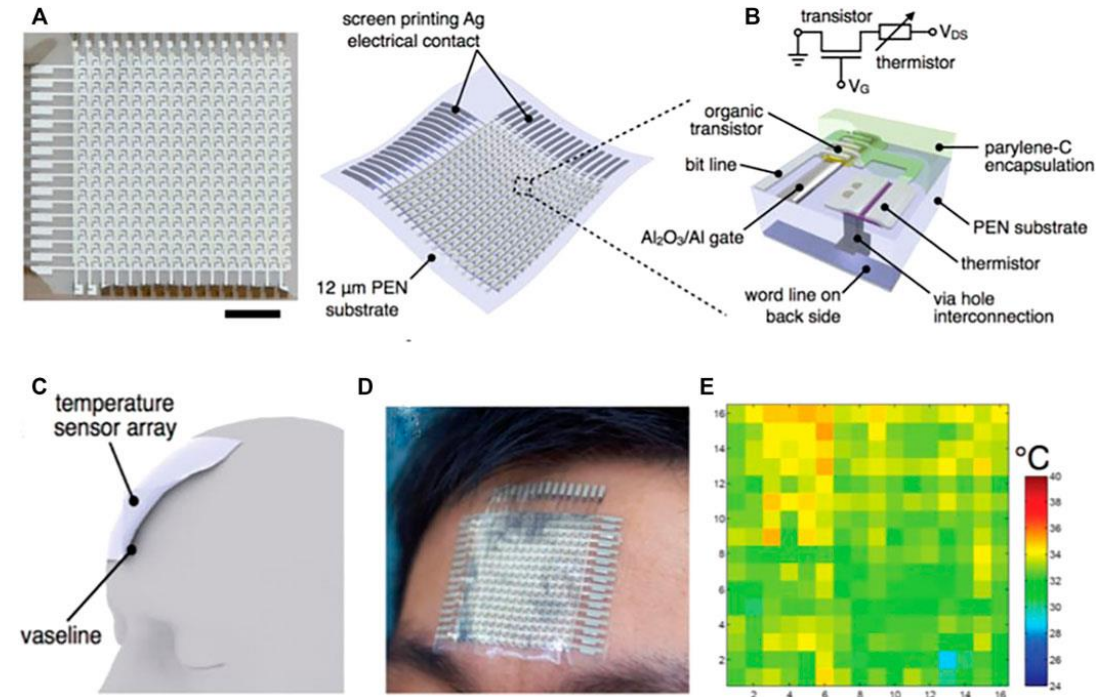 A
screen printing Ag
electrical contact
12 µm PEN
substrate
B
transistor
thermistor
VDS
VG
organic
transistor
bit line
Al₂O₃/Al gate
word line on
back side
parylene-C
encapsulation
PEN substrate
thermistor
via hole
interconnection
C
temperature
sensor array
vaseline
D
E
16
14
12
10
8
6
4
2
2 4 6 8 10 12 14 16
°C
40
38
36
34
32
30
28
26
24